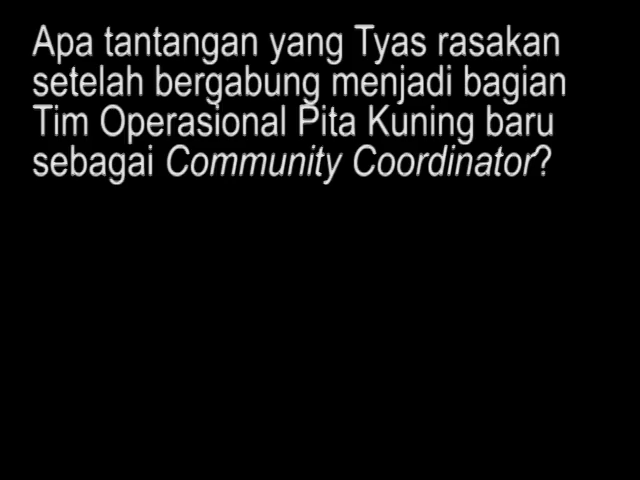 Apa tantangan yang Tyas rasakan
setelah bergabung menjadi bagian
Tim Operasional Pita Kuning baru
sebagai Community Coordinator?